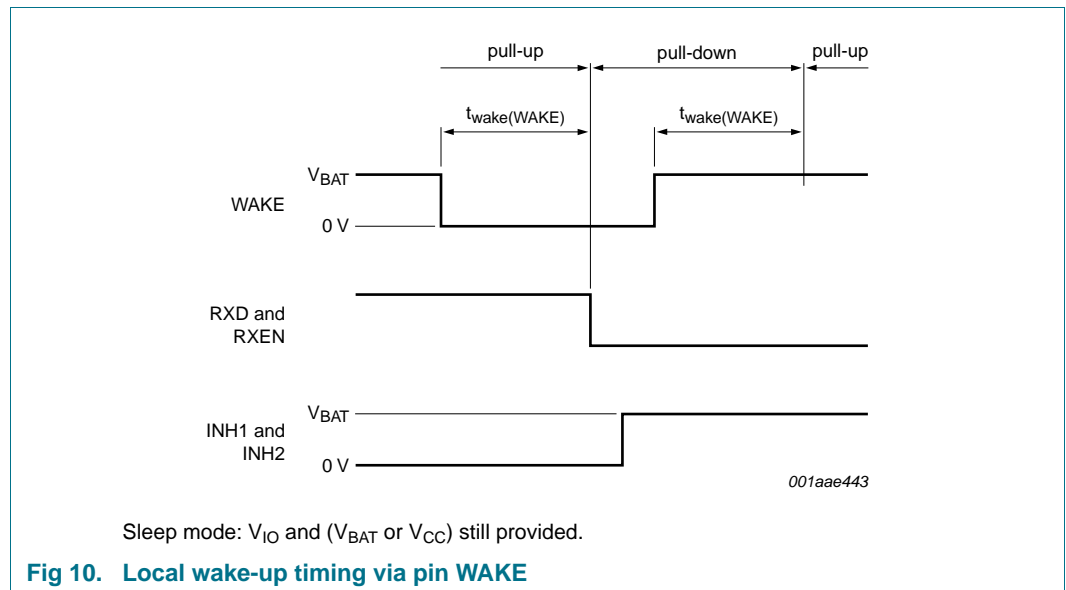 pull-up pull-down pull-up
twake(WAKE) twake(WAKE)
VBAT
WAKE
0 V
RXD and
RXEN
VBAT
INH1 and
INH2
0 V
001aae443
Sleep mode: VIO and (VBAT or VCC) still provided.
Fig 10. Local wake-up timing via pin WAKE